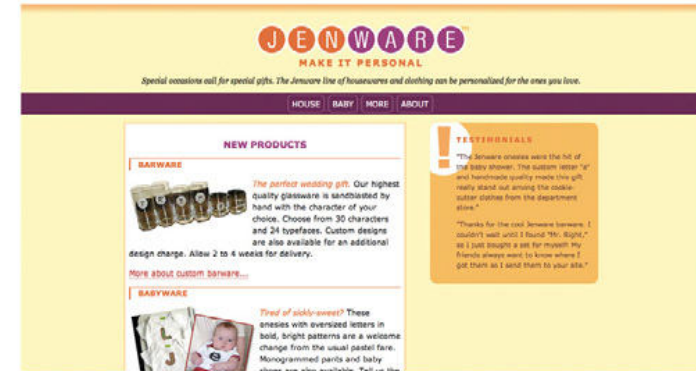 JENWARE™
MAKE IT PERSONAL
Special occasions call for special gifts. The Jenware line of housewares and clothing can be personalized for the ones you love.
HOUSE BABY MORE ABOUT
NEW PRODUCTS
BARWARE
The perfect wedding gift. Our highest
quality glassware is sandblasted by
hand with the character of your
choice. Choose from 30 characters
and 24 typefaces. Custom designs
are also available for an additional
design charge. Allow 2 to 4 weeks for delivery.
More about custom barware...
BABYWARE
Tired of sickly-sweet? These
onesies with oversized letters in
bold, bright patterns are a welcome
change from the usual pastel fare.
Monogrammed pants and baby
shoes are also available. Tell us the
!
TESTIMONIALS
"The Jenware onesies were the hit of
the baby shower. The custom letter "a"
and handmade quality made this gift
really stand out among the cookie-
cutter clothes from the department
store."
"Thanks for the cool Jenware barware. I
couldn't wait until I found "Mr. Right,"
so I just bought a set for myself. My
friends always want to know where I
got them so I send them to your site."